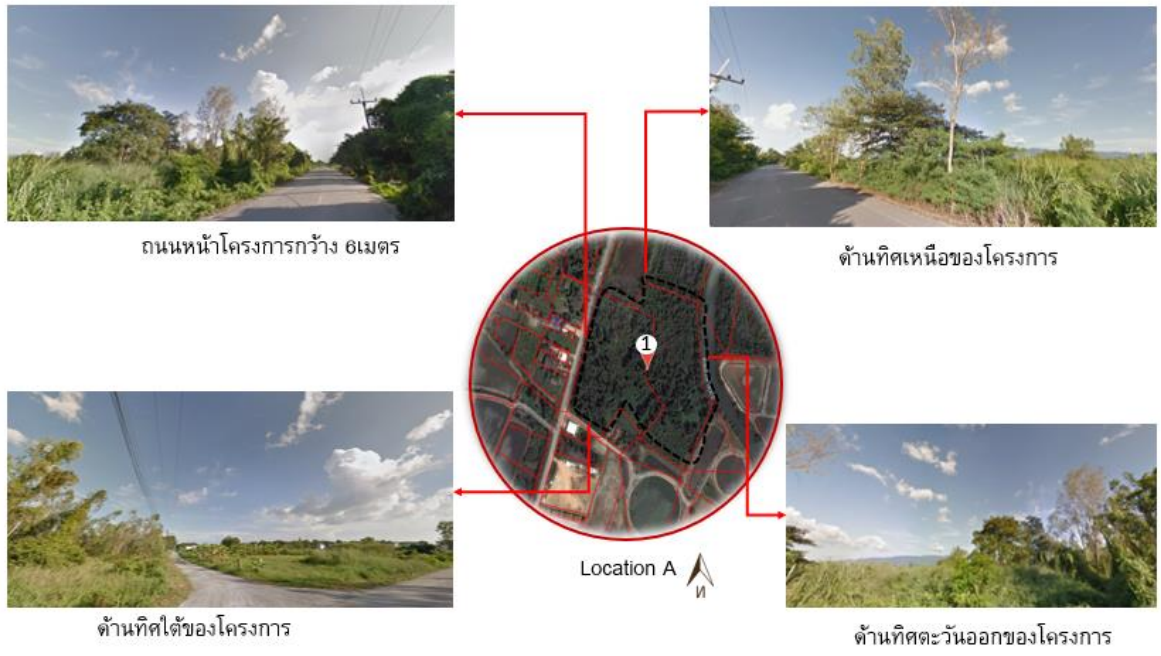 ถนนหน้าโครงการกว้าง 6เมตร
ด้านทิศเหนือของโครงการ
1
Location A
N
ด้านทิศใต้ของโครงการ
ด้านทิศตะวันออกของโครงการ